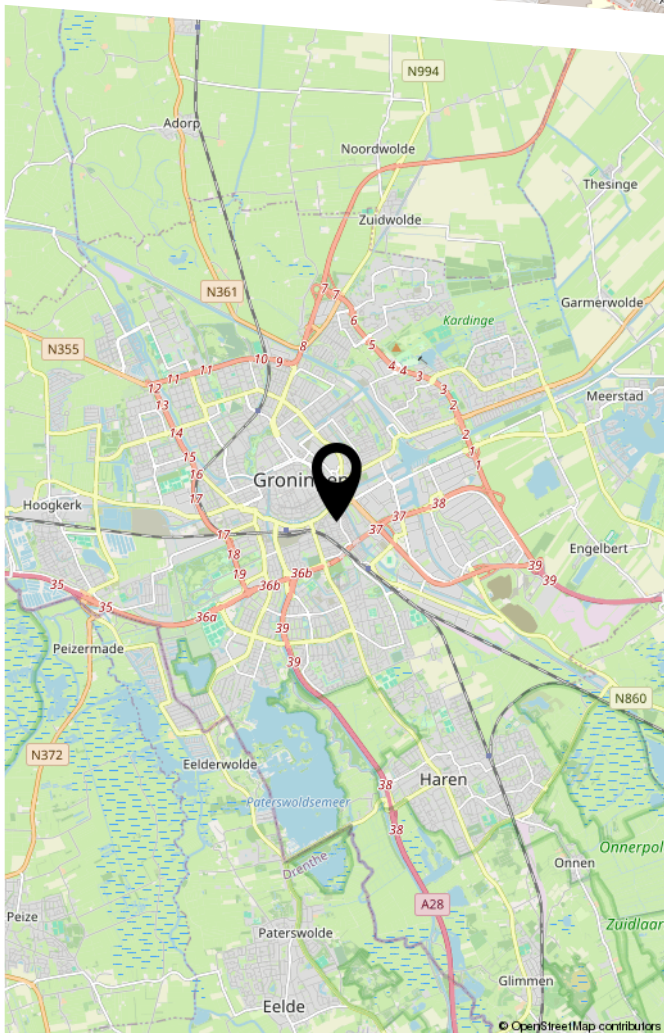 N994
Adorp
Noordwolde
Thesinge
Zuidwolde
N361
7
7
Garmerwolde
6
Kardinge
8
5
N355
10
9
4
4
3
11
11
12
3
Meerstad
13
2
14
2
15
1
16
1
Groningen
17
38
Hoogkerk
37
37
17
Engelbert
18
39
35
19
36b
36b
39
35
36a
39
Peizermade
39
N860
N372
Eelderwolde
Haren
38
Paterswoldsemeer
38
Onnerpol
Drenthe
Onnen
A28
Peize
Zuidlaar
Paterswolde
Glimmen
Eelde
© OpenStreetMap contributors